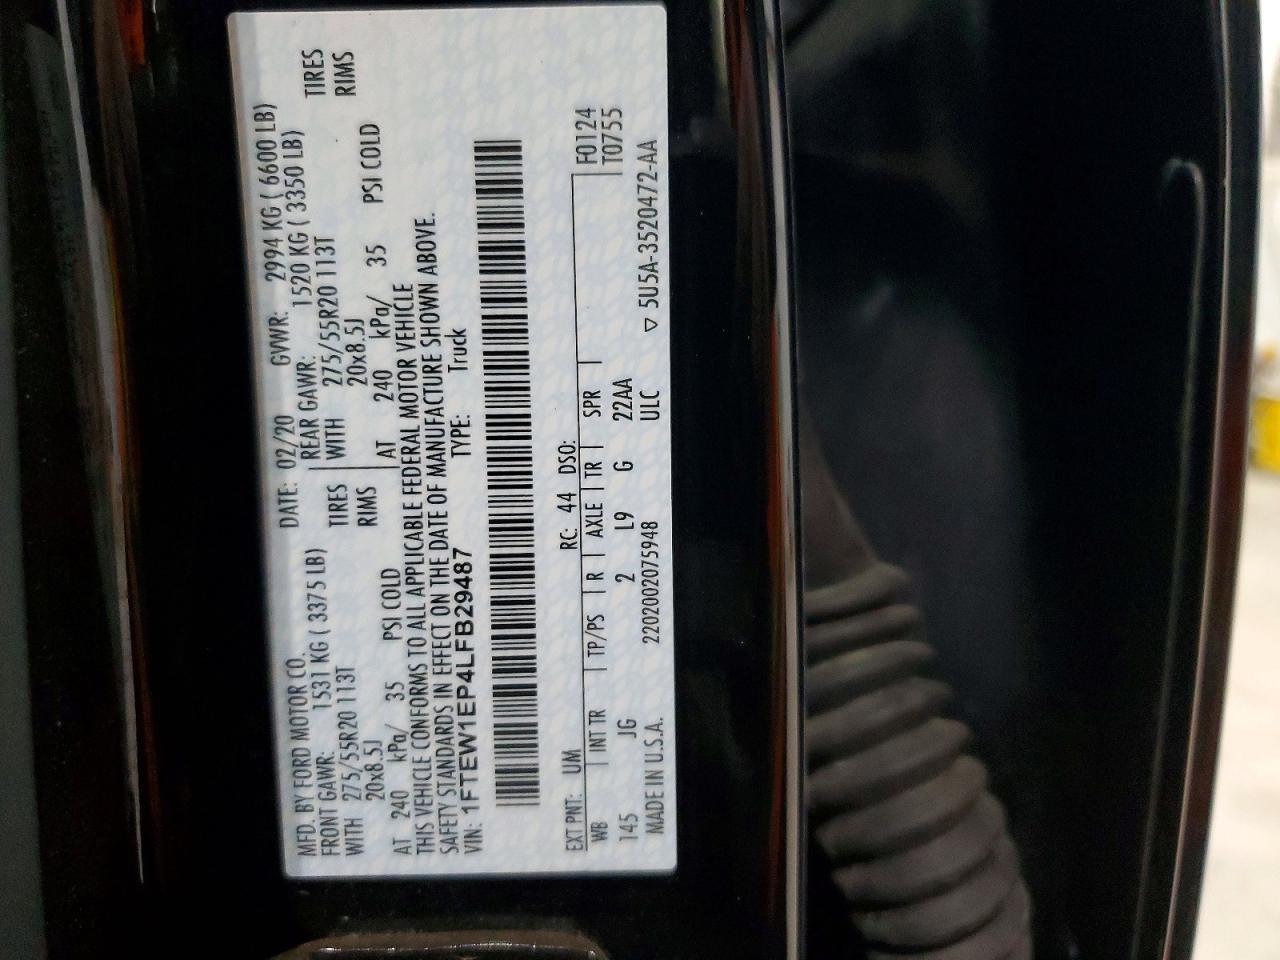 MFD. BY FORD MOTOR CO. DATE: 02/20 GVWR: 2994 KG ( 6600 LB)
FRONT GAWR: 1531 KG ( 3375 LB) REAR GAWR: 1520 KG ( 3350 LB)
WITH 275/55R20 113T TIRES WITH 275/55R20 113T TIRES
20x8.5J RIMS 20x8.5J RIMS
AT 240 kPa/ 35 PSI COLD AT 240 kPa/ 35 PSI COLD
THIS VEHICLE CONFORMS TO ALL APPLICABLE FEDERAL MOTOR VEHICLE
SAFETY STANDARDS IN EFFECT ON THE DATE OF MANUFACTURE SHOWN ABOVE.
VIN: 1FTEW1EP4LFB29487 TYPE: Truck
EXT PNT: UM RC: 44 DSO:
WB INT TR TP/PS R AXLE TR SPR F0124
145 JG 2 L9 G 22AA T0755
MADE IN U.S.A. 2202002075948 ULC ▽ 5U5A-3520472-AA